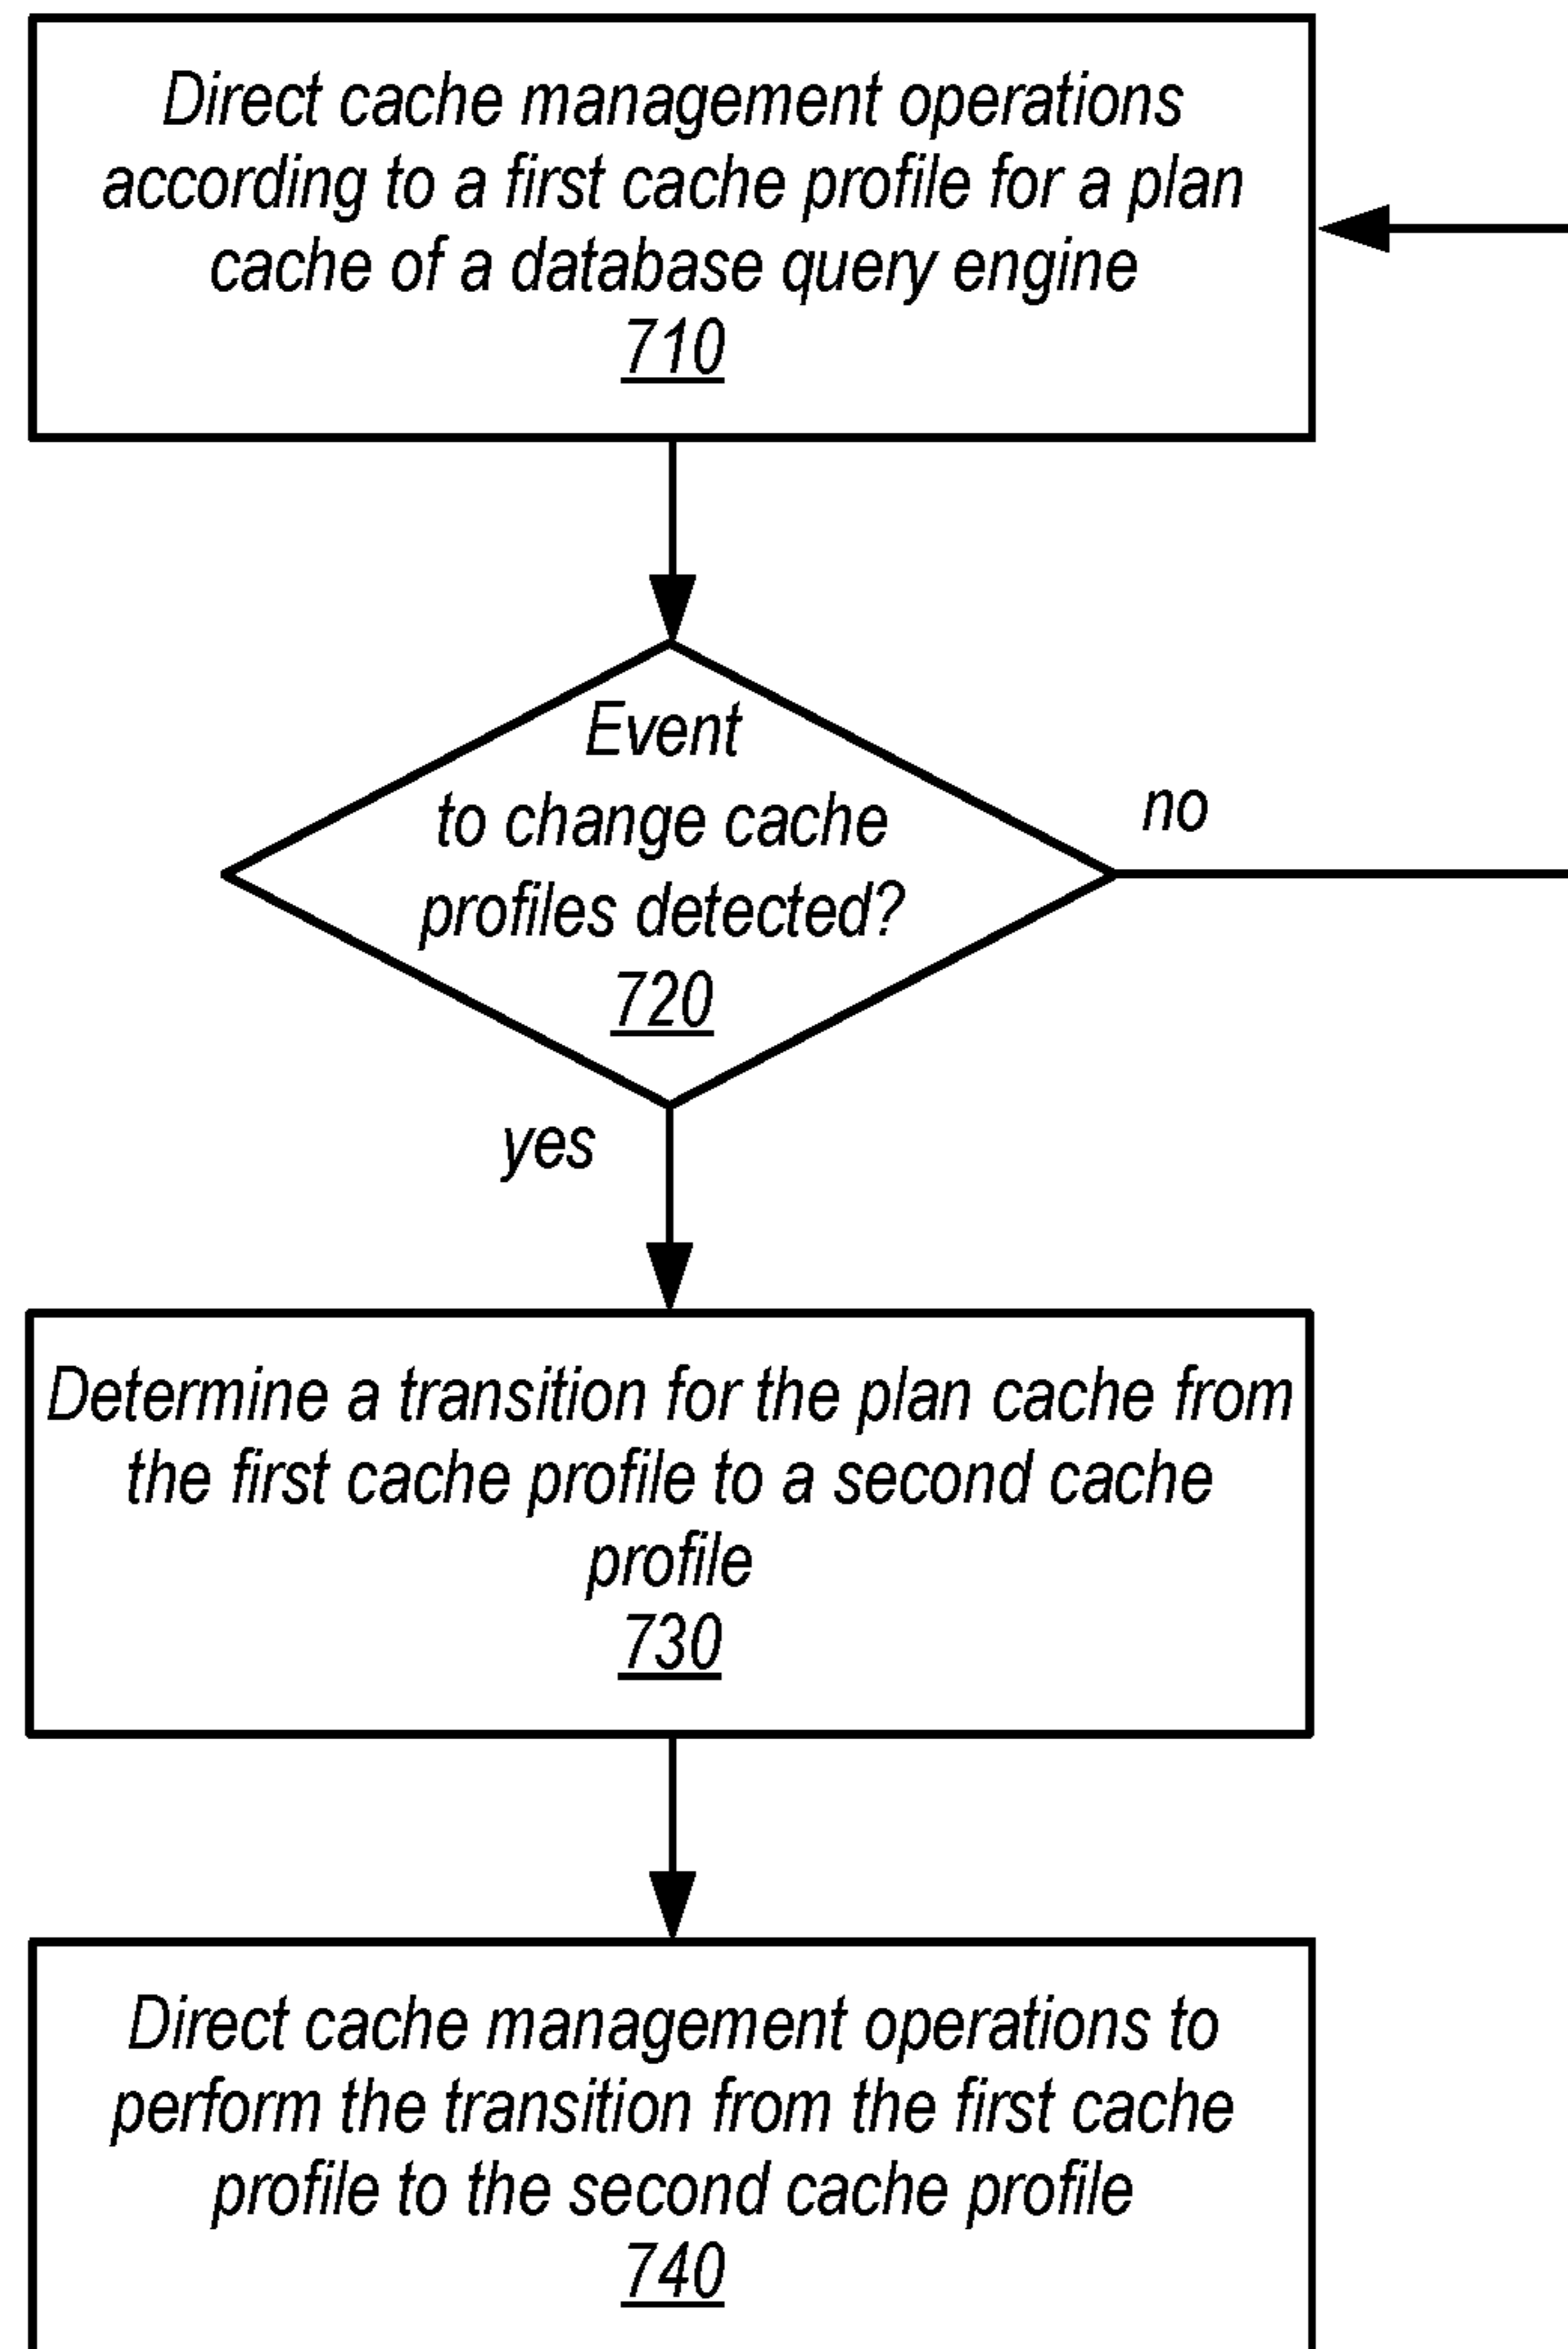 Direct cache management operations
according to a first cache profile for a plan
cache of a database query engine
710
Event
to change cache
profiles detected?
720
no
yes
Determine a transition for the plan cache from
the first cache profile to a second cache
profile
730
Direct cache management operations to
perform the transition from the first cache
profile to the second cache profile
740